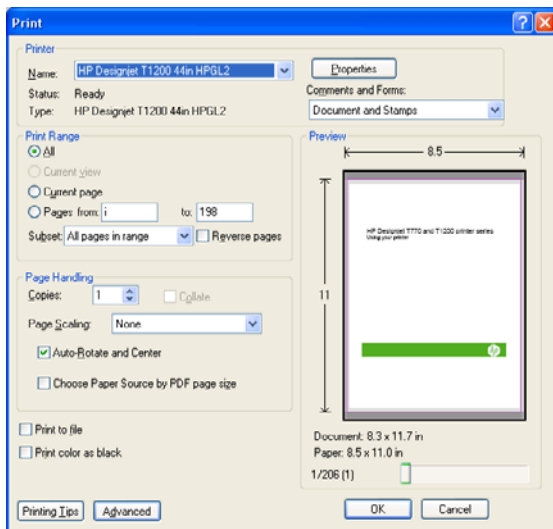 Print
Printer
Name: HP Designjet T1200 44in HPGL2
Properties
Status: Ready
Comments and Forms:
Type: HP Designjet T1200 44in HPGL2
Document and Stamps
Print Range
All
Current view
Current page
Pages from: i to: 198
Subset: All pages in range Reverse pages
Preview
8.5
11
HP Designjet T770 and T1200 printer series
Using your printer
hp
Page Handling
Copies: 1 Collate
Page Scaling: None
Auto-Rotate and Center
Choose Paper Source by PDF page size
Print to file
Print color as black
Document: 8.3 x 11.7 in
Paper: 8.5 x 11.0 in
1/206 (1)
Printing Tips Advanced
OK Cancel